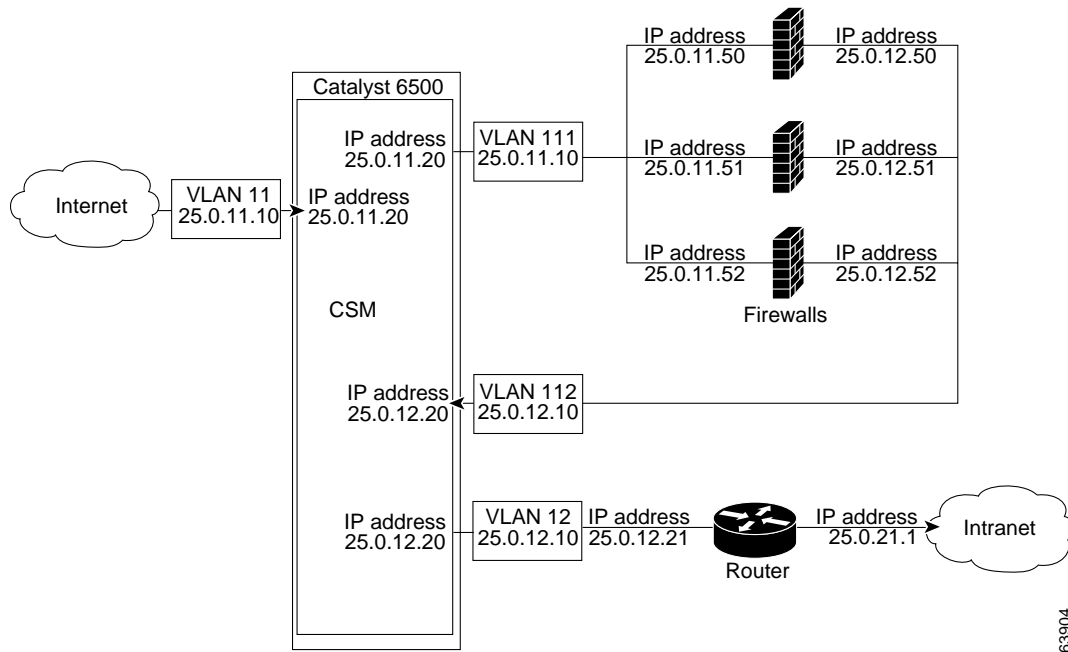 IP address
25.0.11.50
IP address
25.0.12.50
Catalyst 6500
IP address
25.0.11.20
VLAN 111
25.0.11.10
IP address
25.0.11.51
IP address
25.0.12.51
Internet
VLAN 11
25.0.11.10
IP address
25.0.11.20
IP address
25.0.11.52
IP address
25.0.12.52
Firewalls
CSM
IP address
25.0.12.20
VLAN 112
25.0.12.10
IP address
25.0.12.20
VLAN 12
25.0.12.10
IP address
25.0.12.21
Router
IP address
25.0.21.1
Intranet
63904